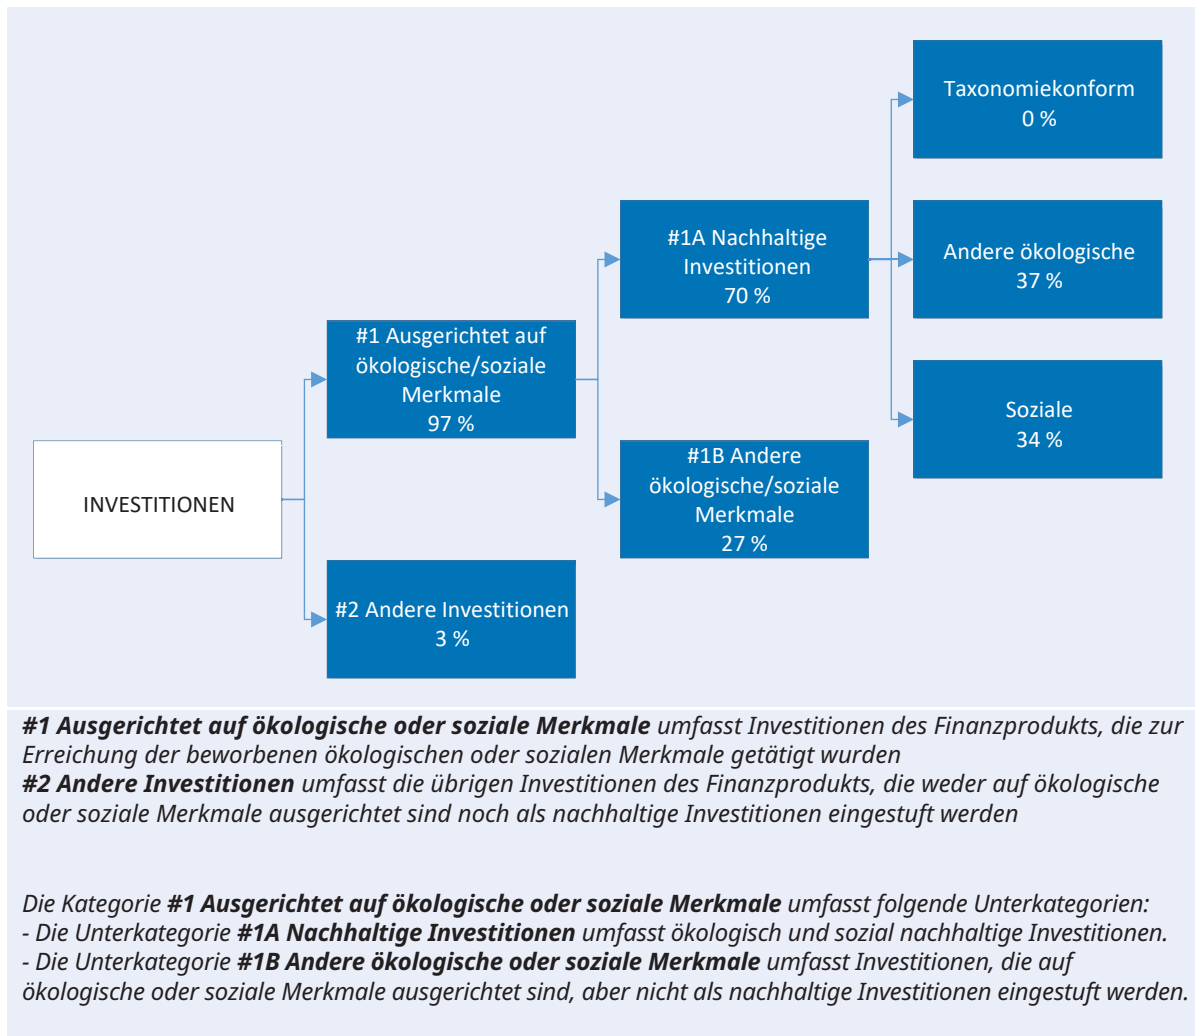 Taxonomiekonform
0 %
#1A Nachhaltige
Investitionen
70 %
Andere ökologische
37 %
#1 Ausgerichtet auf
ökologische/soziale
Merkmale
97 %
Soziale
34 %
INVESTITIONEN
#1B Andere
ökologische/soziale
Merkmale
27 %
#2 Andere Investitionen
3 %
#1 Ausgerichtet auf ökologische oder soziale Merkmale umfasst Investitionen des Finanzprodukts, die zur
Erreichung der beworbenen ökologischen oder sozialen Merkmale getätigt wurden
#2 Andere Investitionen umfasst die übrigen Investitionen des Finanzprodukts, die weder auf ökologische
oder soziale Merkmale ausgerichtet sind noch als nachhaltige Investitionen eingestuft werden
Die Kategorie #1 Ausgerichtet auf ökologische oder soziale Merkmale umfasst folgende Unterkategorien:
- Die Unterkategorie #1A Nachhaltige Investitionen umfasst ökologisch und sozial nachhaltige Investitionen.
- Die Unterkategorie #1B Andere ökologische oder soziale Merkmale umfasst Investitionen, die auf
ökologische oder soziale Merkmale ausgerichtet sind, aber nicht als nachhaltige Investitionen eingestuft werden.